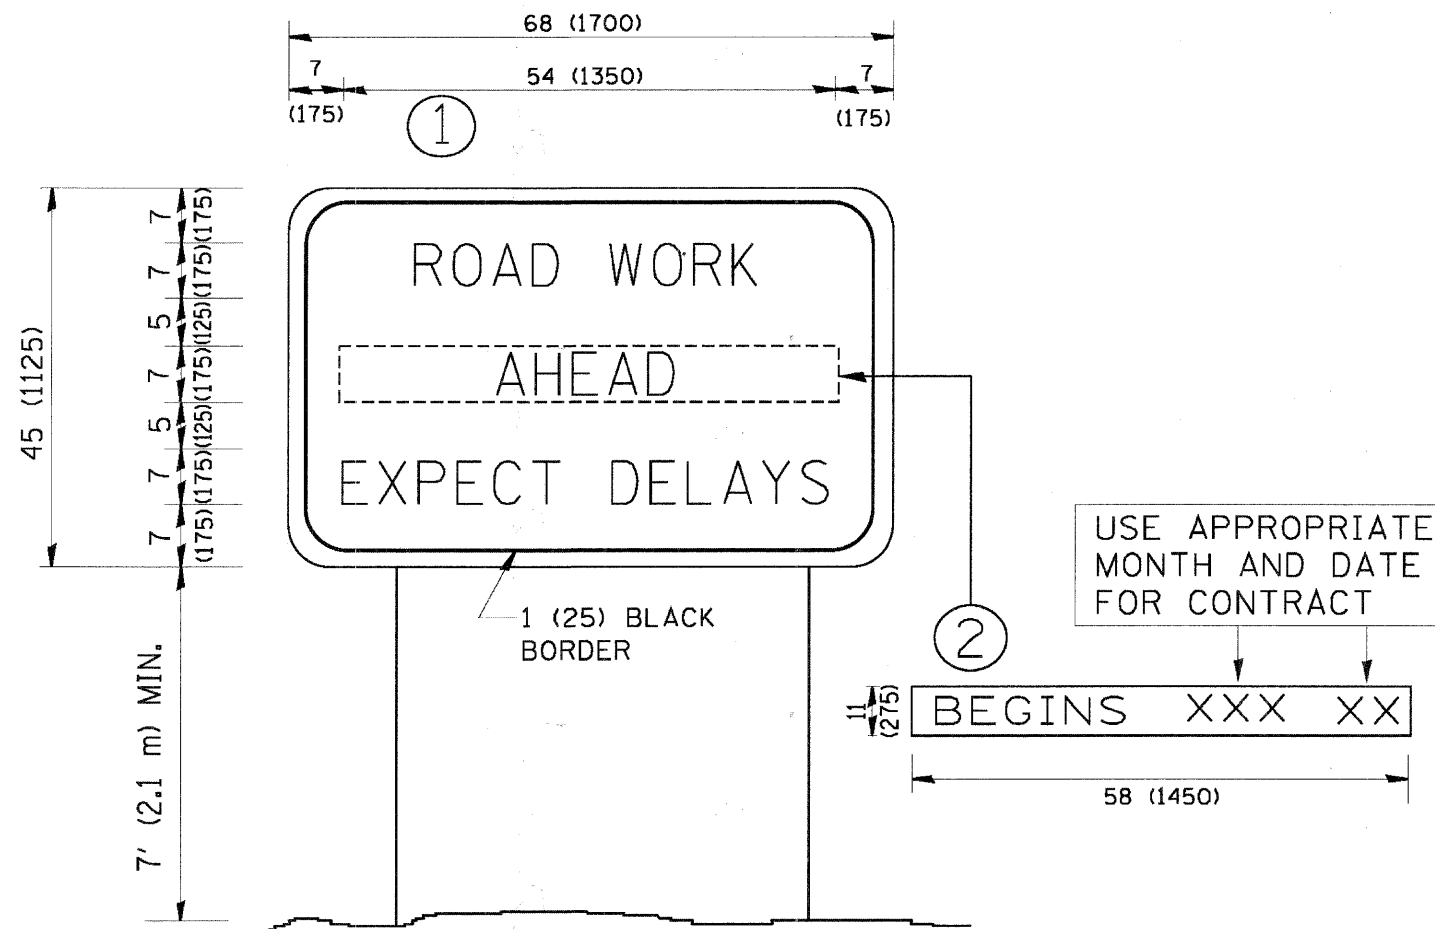 68 (1700)
7
54 (1350)
7
(175)
(175)
1
45 (1125)
7 (175)
7 (175)
5 (125)
7 (175)
5 (125)
7 (175)
7 (175)
ROAD WORK
AHEAD
EXPECT DELAYS
1 (25) BLACK
BORDER
7' (2.1 m) MIN.
2
USE APPROPRIATE
MONTH AND DATE
FOR CONTRACT
11
(275)
BEGINS XXX XX
58 (1450)